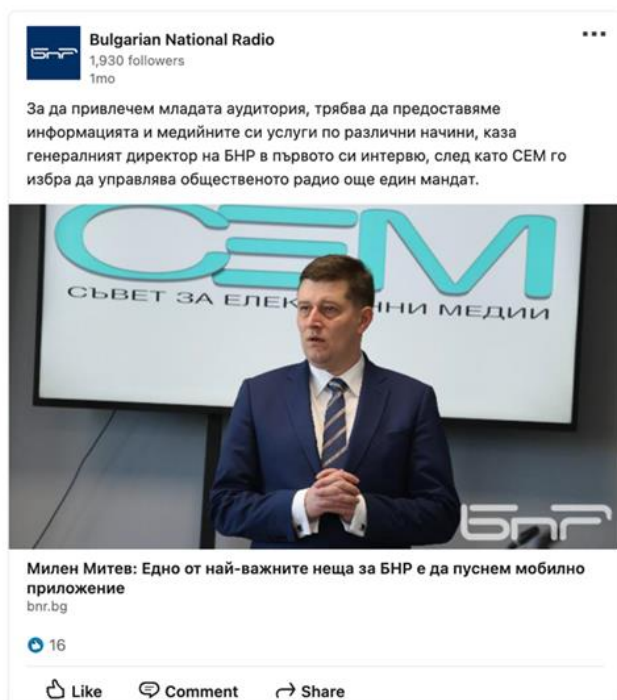 БНР
Bulgarian National Radio
1,930 followers
1mo
За да привлечем младата аудитория, трябва да предоставяме
информацията и медийните си услуги по различни начини, каза
генералният директор на БНР в първото си интервю, след като СЕМ го
избра да управлява общественото радио още един мандат.
СЕМ
СЪВЕТ ЗА ЕЛЕК ННИ МЕДИИ
БНР
Милен Митев: Едно от най-важните неща за БНР е да пуснем мобилно
приложение
bnr.bg
16
Like Comment Share